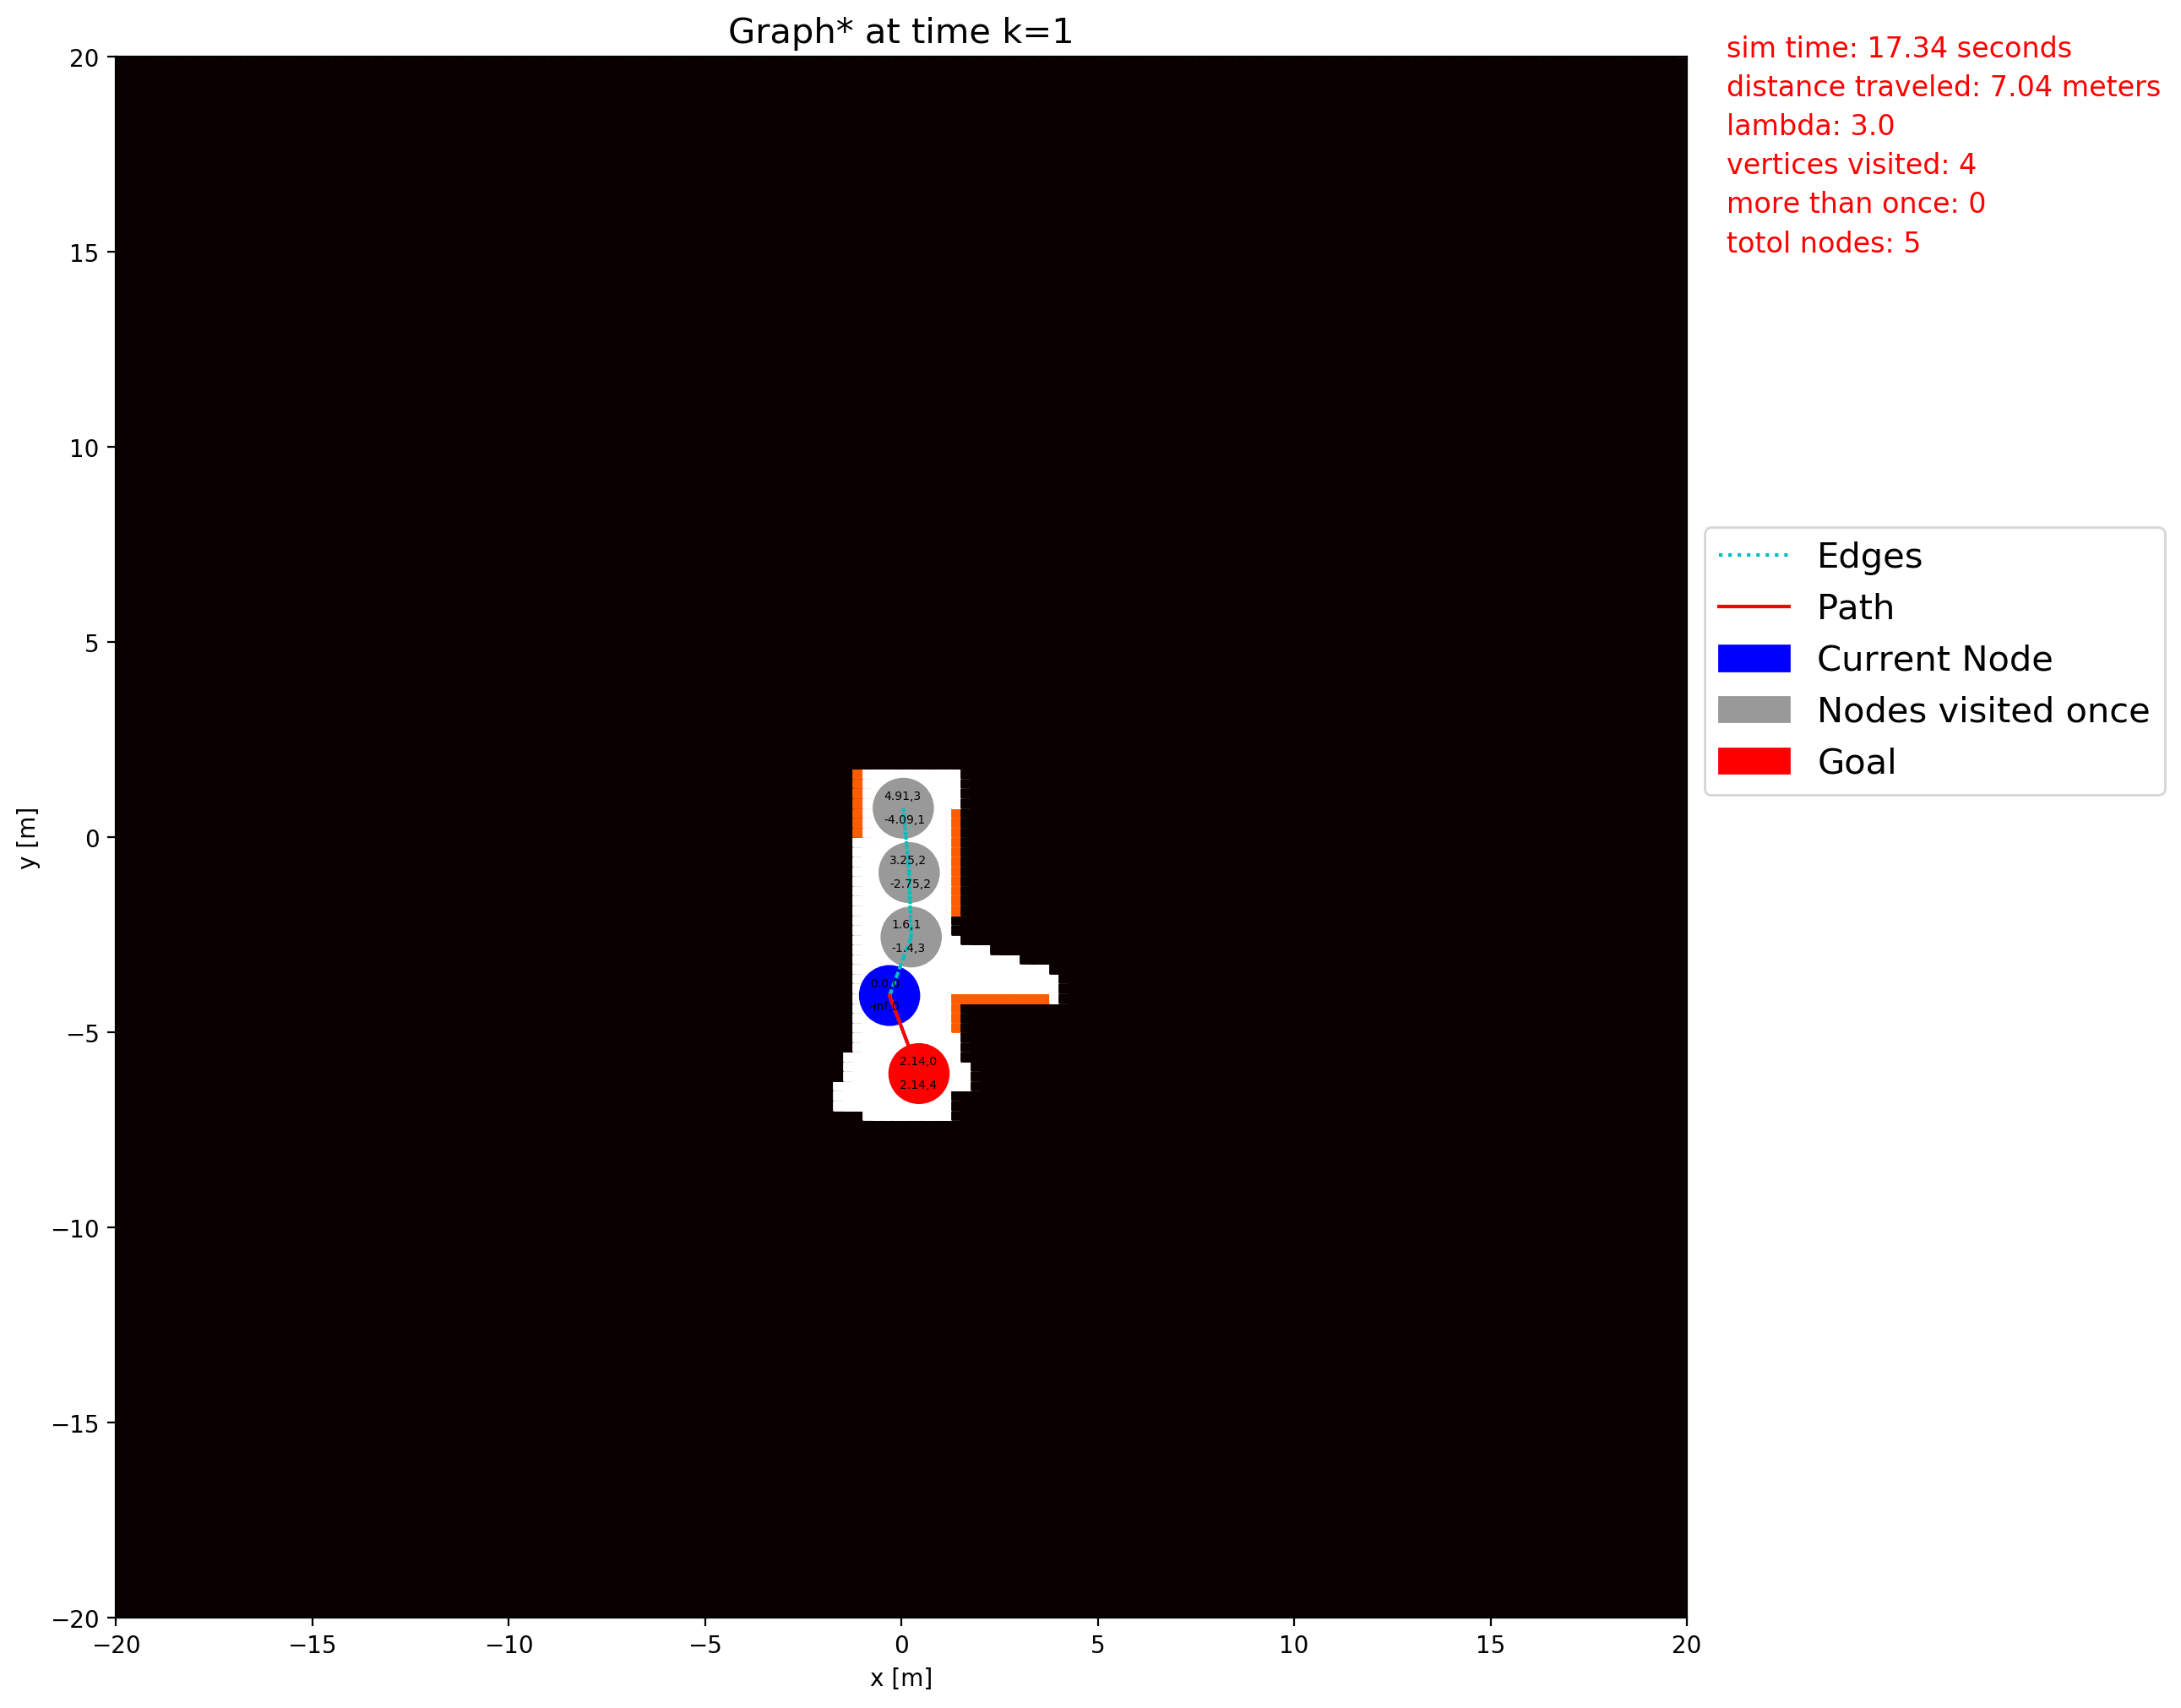 Graph* at time k=1
sim time: 17.34 seconds
distance traveled: 7.04 meters
lambda: 3.0
vertices visited: 4
more than once: 0
totol nodes: 5
20
15
10
5
0
−5
−10
−15
−20
y [m]
4.91,3
-4.09,1
3.25,2
-2.75,2
1.6,1
-1.4,3
0.0,0
2.14,0
2.14,4
Edges
Path
Current Node
Nodes visited once
Goal
−20 −15 −10 −5 0 5 10 15 20
x [m]